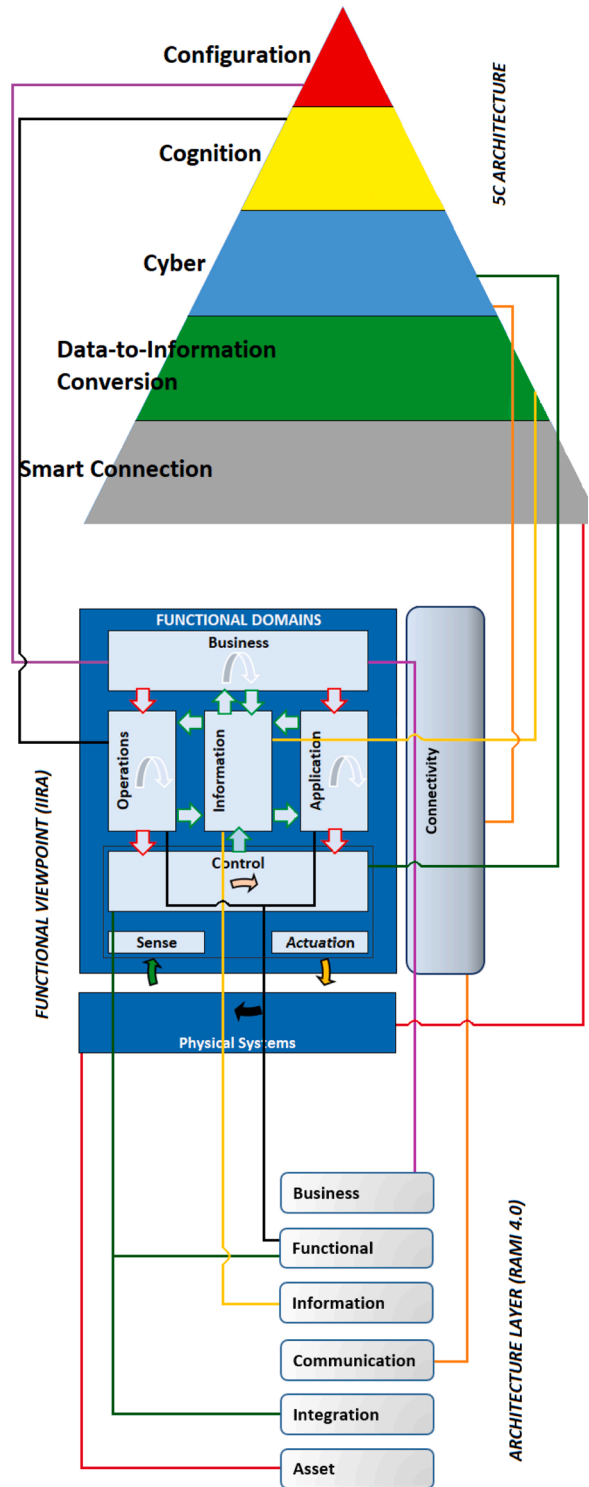 Configuration
5C ARCHITECTURE
Cognition
Cyber
Data-to-Information
Conversion
Smart Connection
FUNCTIONAL DOMAINS
Business
Operations
Information
Application
Connectivity
FUNCTIONAL VIEWPOINT (IIRA)
Control
Sense
Actuation
Physical Systems
Business
Functional
Information
Communication
Integration
Asset
ARCHITECTURE LAYER (RAMI 4.0)